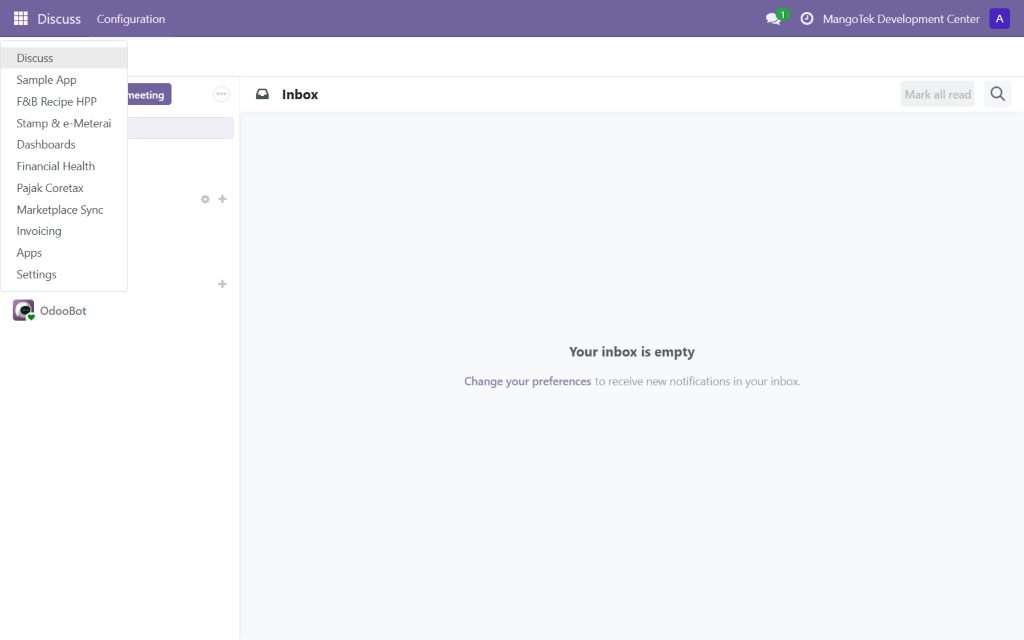 Discuss Configuration 1 MangoTek Development Center A
Discuss
Sample App
F&B Recipe HPP
Stamp & e-Meterai
Dashboards
Financial Health
Pajak Coretax
Marketplace Sync
Invoicing
Apps
Settings
meeting
OdooBot
Inbox Mark all read
Your inbox is empty
Change your preferences to receive new notifications in your inbox.